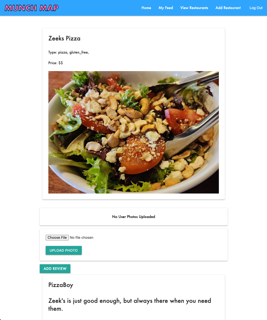 MUNCH MAP
Home My Feed View Restaurants Add Restaurant Log Out
Zeeks Pizza
Type: pizza, gluten_free,
Price: $$
No User Photos Uploaded
Choose File No file chosen
UPLOAD PHOTO
ADD REVIEW
PizzaBoy
Zeek's is just good enough, but always there when you need
them.